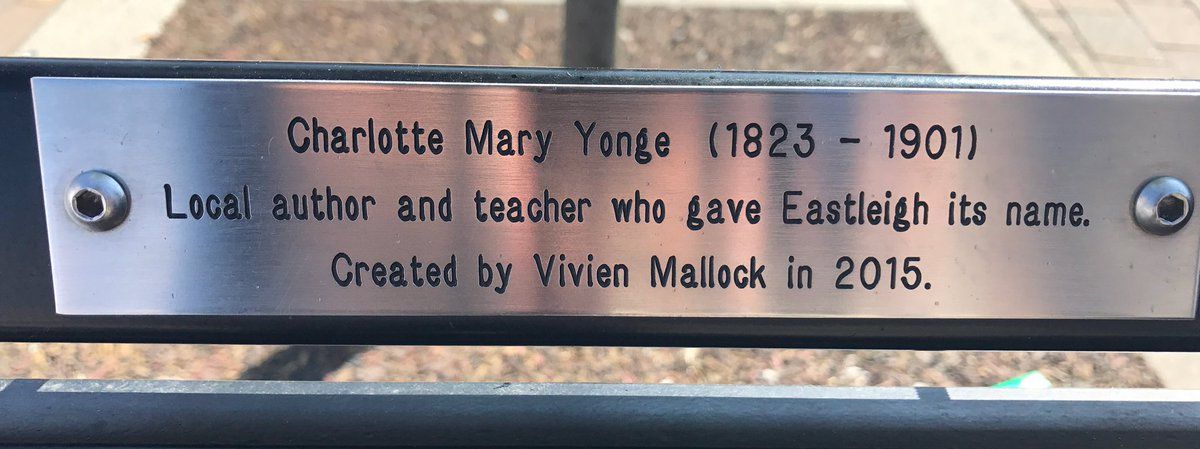 Charlotte Mary Yonge (1823 - 1901)
Local author and teacher who gave Eastleigh its name.
Created by Vivien Mallock in 2015.